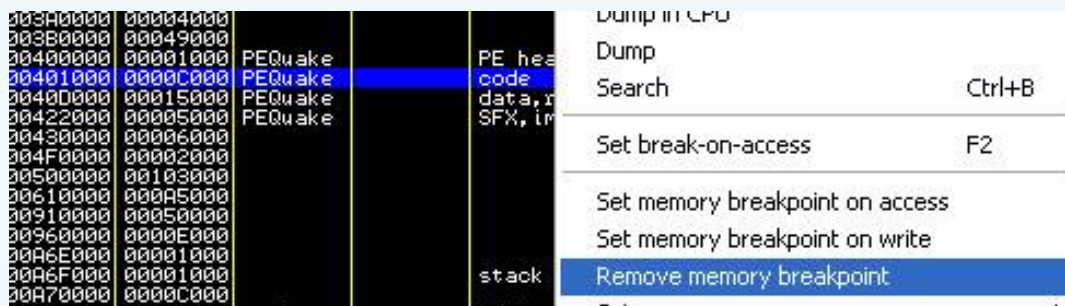 003A0000 00004000
003B0000 00049000
00400000 00001000 PEQuake PE hea
00401000 0000C000 PEQuake code
0040D000 00015000 PEQuake data,r
00422000 00005000 PEQuake SFX,im
00430000 00006000
004F0000 00002000
00500000 00103000
00610000 000A5000
00910000 00050000
00960000 0000E000
00A6E000 00001000
00A6F000 00001000 stack
00A70000 0000C000
Dump in CPU
Dump
Search Ctrl+B
Set break-on-access F2
Set memory breakpoint on access
Set memory breakpoint on write
Remove memory breakpoint